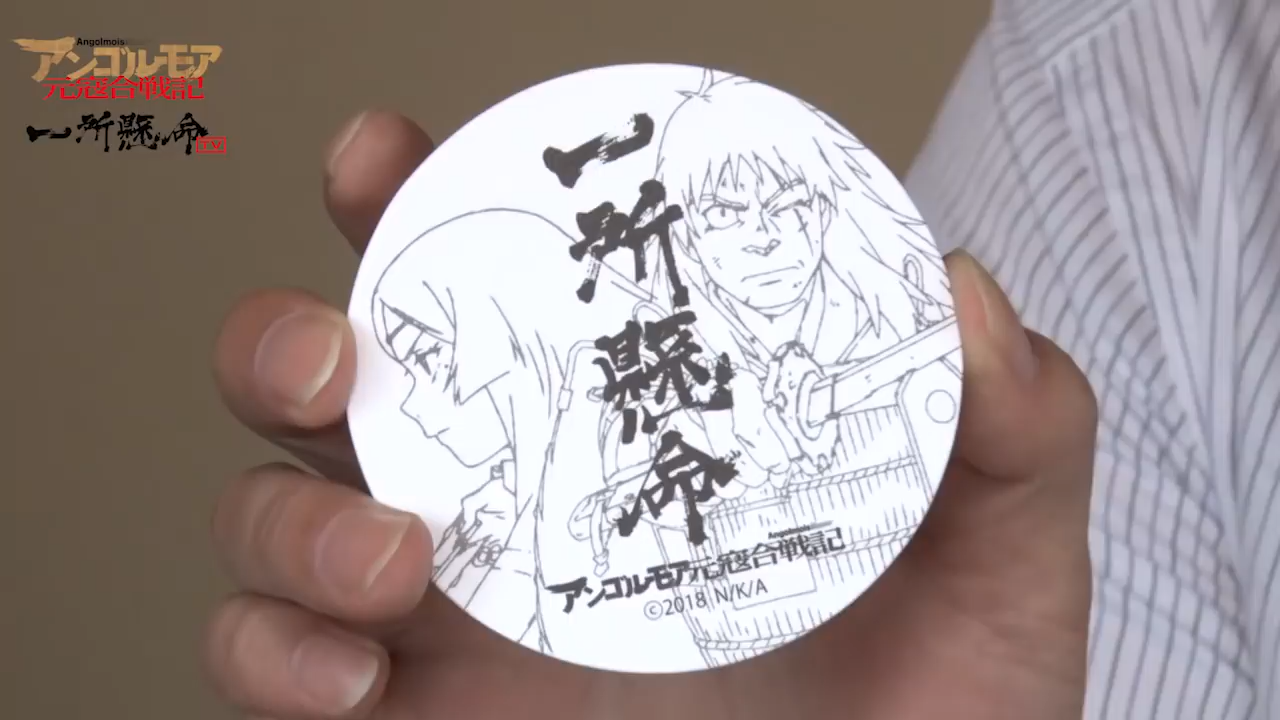 Angolmois
アンゴルモア
元寇合戦記
一所懸命
TV
一所懸命
Angolmois
アンゴルモア元寇合戦記
©2018 N/K/A